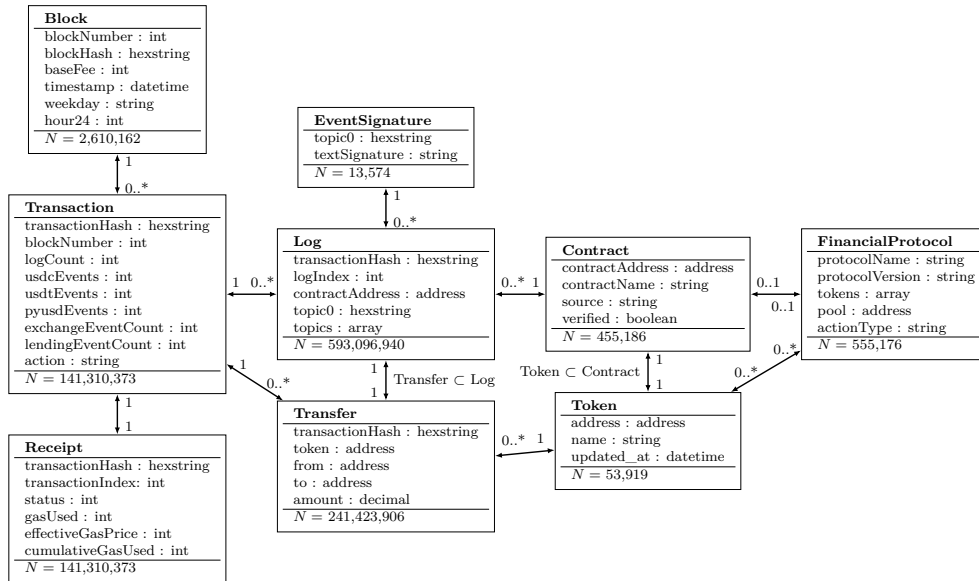 Block
blockNumber : int
blockHash : hexstring
baseFee : int
timestamp : datetime
weekday : string
hour24 : int
N = 2,610,162
1
0..*
EventSignature
topic0 : hexstring
textSignature : string
N = 13,574
1
0..*
Transaction
transactionHash : hexstring
blockNumber : int
logCount : int
usdcEvents : int
usdtEvents : int
pyusdEvents : int
exchangeEventCount : int
lendingEventCount : int
action : string
N = 141,310,373
1 0..*
Log
transactionHash : hexstring
logIndex : int
contractAddress : address
topic0 : hexstring
topics : array
N = 593,096,940
0..* 1
Contract
contractAddress : address
contractName : string
source : string
verified : boolean
N = 455,186
0..1
0..1
FinancialProtocol
protocolName : string
protocolVersion : string
tokens : array
pool : address
actionType : string
N = 555,176
1
0..*
1
Transfer ⊂ Log
1
1
Token ⊂ Contract
1
0..*
0..*
1
1
Receipt
transactionHash : hexstring
transactionIndex: int
status : int
gasUsed : int
effectiveGasPrice : int
cumulativeGasUsed : int
N = 141,310,373
Transfer
transactionHash : hexstring
token : address
from : address
to : address
amount : decimal
N = 241,423,906
0..* 1
Token
address : address
name : string
updated_at : datetime
N = 53,919